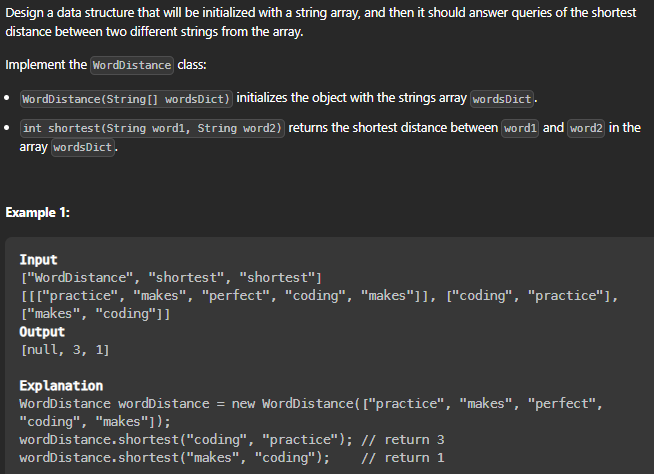 Design a data structure that will be initialized with a string array, and then it should answer queries of the shortest
distance between two different strings from the array.
Implement the WordDistance class:
• WordDistance(String[] wordsDict) initializes the object with the strings array wordsDict.
• int shortest(String word1, String word2) returns the shortest distance between word1 and word2 in the
array wordsDict.
Example 1:
Input
["WordDistance", "shortest", "shortest"]
[[["practice", "makes", "perfect", "coding", "makes"]], ["coding", "practice"],
["makes", "coding"]]
Output
[null, 3, 1]
Explanation
WordDistance wordDistance = new WordDistance(["practice", "makes", "perfect",
"coding", "makes"]);
wordDistance.shortest("coding", "practice"); // return 3
wordDistance.shortest("makes", "coding");    // return 1